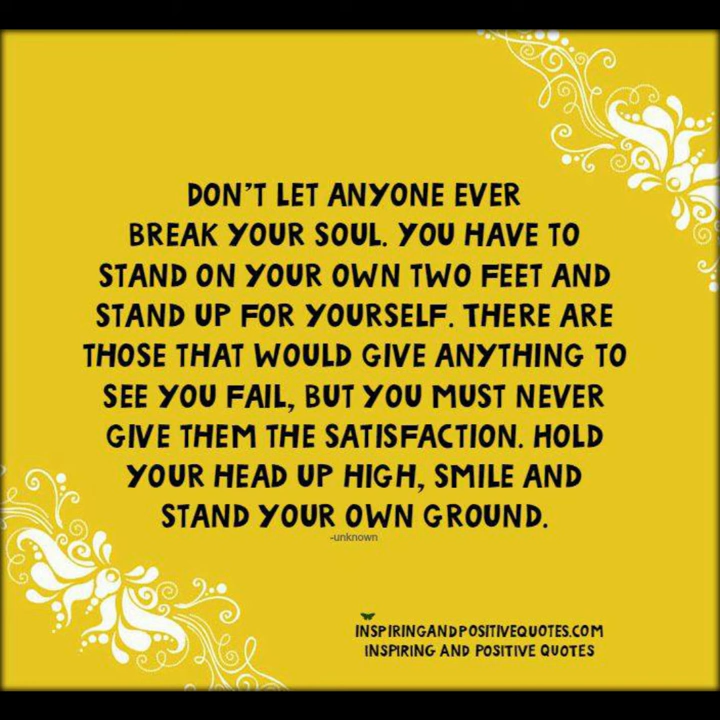 DON'T LET ANYONE EVER
BREAK YOUR SOUL. YOU HAVE TO
STAND ON YOUR OWN TWO FEET AND
STAND UP FOR YOURSELF. THERE ARE
THOSE THAT WOULD GIVE ANYTHING TO
SEE YOU FAIL, BUT YOU MUST NEVER
GIVE THEM THE SATISFACTION. HOLD
YOUR HEAD UP HIGH, SMILE AND
STAND YOUR OWN GROUND.
-unknown
INSPIRINGANDPOSITIVEQUOTES.COM
INSPIRING AND POSITIVE QUOTES